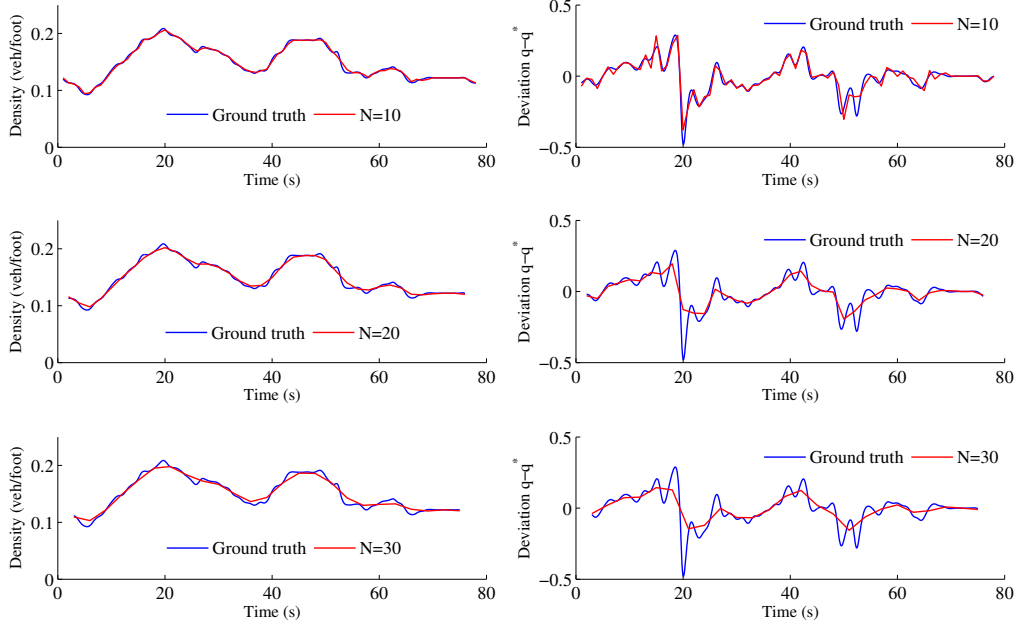 Density (veh/foot)
0.2
0.1
0
Ground truth
N=10
0
20
40
60
80
Time (s)
Deviation q−q*
0.5
0
−0.5
Ground truth
N=10
0
20
40
60
80
Time (s)
Density (veh/foot)
0.2
0.1
0
Ground truth
N=20
0
20
40
60
80
Time (s)
Deviation q−q*
0.5
0
−0.5
Ground truth
N=20
0
20
40
60
80
Time (s)
Density (veh/foot)
0.2
0.1
0
Ground truth
N=30
0
20
40
60
80
Time (s)
Deviation q−q*
0.5
0
−0.5
Ground truth
N=30
0
20
40
60
80
Time (s)